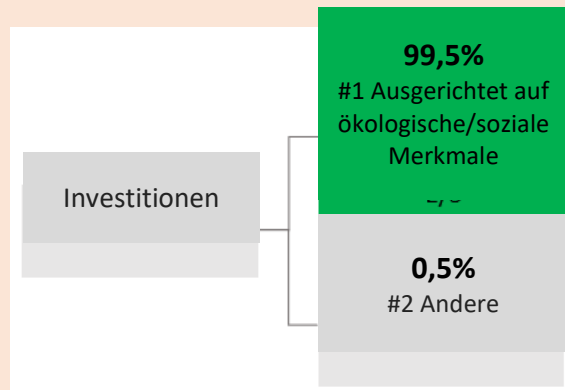 99,5%
#1 Ausgerichtet auf
ökologische/soziale
Merkmale
Investitionen
0,5%
#2 Andere